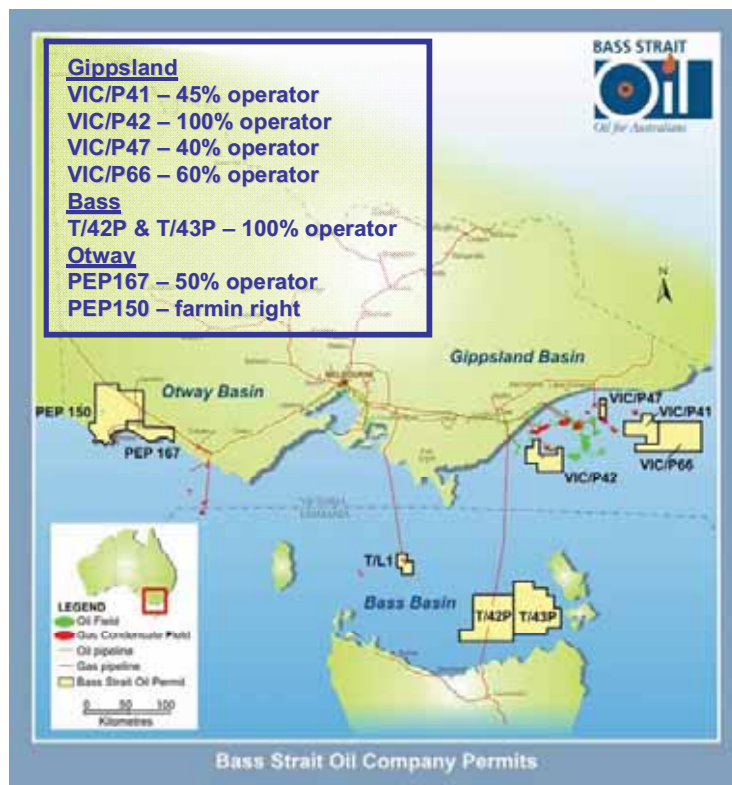 Gippsland
VIC/P41 – 45% operator
VIC/P42 – 100% operator
VIC/P47 – 40% operator
VIC/P66 – 60% operator
Bass
T/42P & T/43P – 100% operator
Otway
PEP167 – 50% operator
PEP150 – farmin right
BASS STRAIT
Oil
Oil for Australians
N
Gippsland Basin
MELBOURNE
Otway Basin
VIC/P47
PEP 150
VIC/P41
PEP 167
VIC/P66
VIC/P42
VICTORIA
TASMANIA
T/L1
Bass Basin
T/42P
T/43P
LEGEND
Oil Field
Gas Condensate Field
Oil pipeline
Gas pipeline
Bass Strait Oil Permit
0 50 100
Kilometres
Bass Strait Oil Company Permits